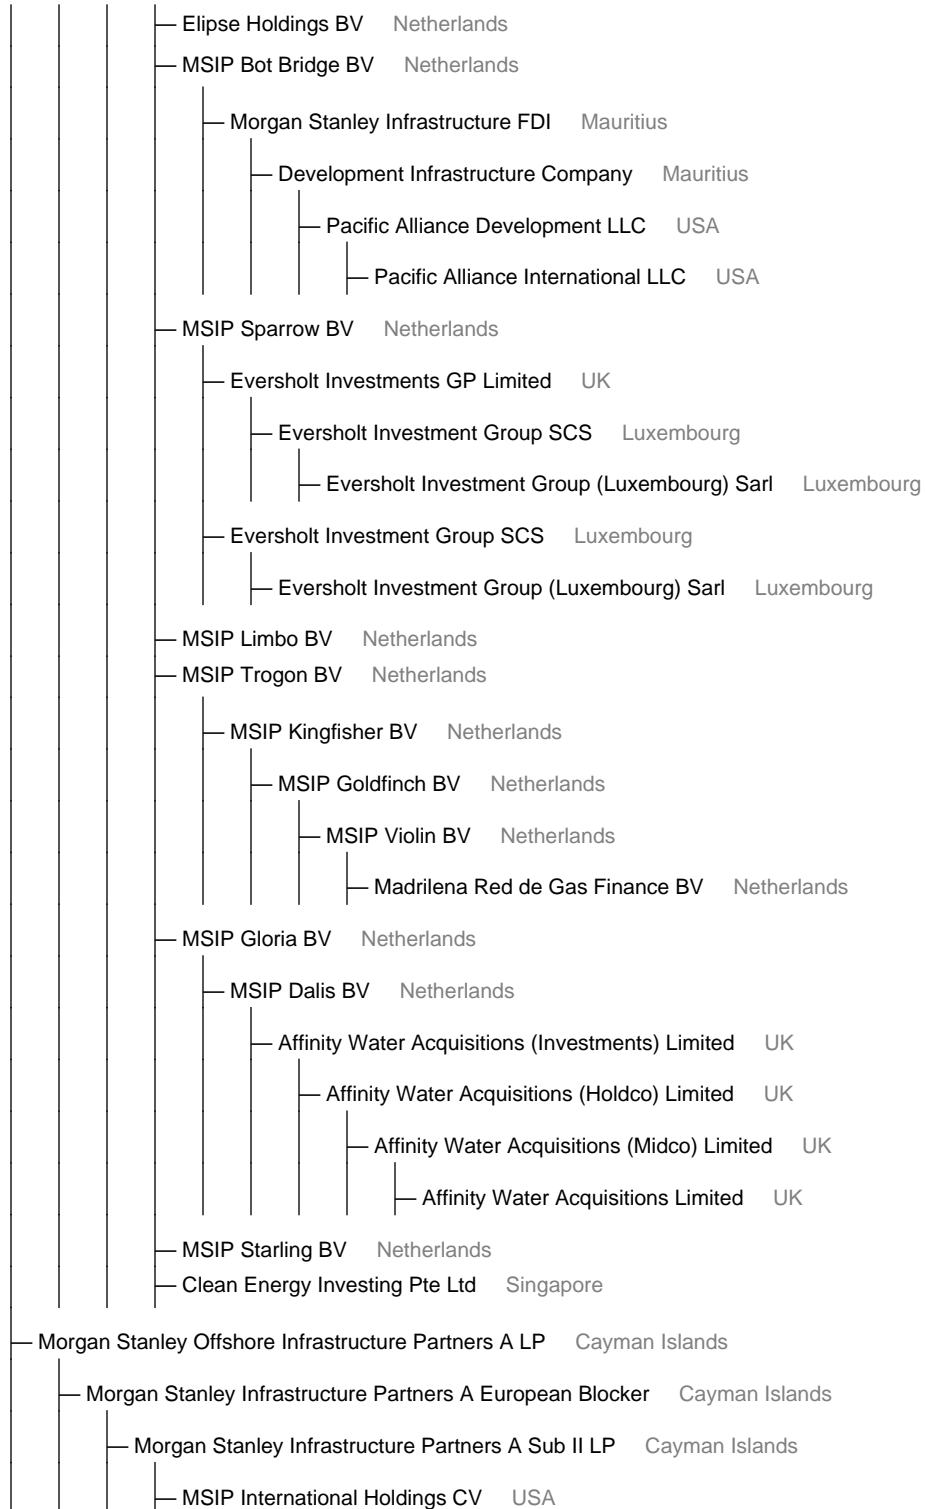 Elipse Holdings BV Netherlands
MSIP Bot Bridge BV Netherlands
Morgan Stanley Infrastructure FDI Mauritius
Development Infrastructure Company Mauritius
Pacific Alliance Development LLC USA
Pacific Alliance International LLC USA
MSIP Sparrow BV Netherlands
Eversholt Investments GP Limited UK
Eversholt Investment Group SCS Luxembourg
Eversholt Investment Group (Luxembourg) Sarl Luxembourg
Eversholt Investment Group SCS Luxembourg
Eversholt Investment Group (Luxembourg) Sarl Luxembourg
MSIP Limbo BV Netherlands
MSIP Trogon BV Netherlands
MSIP Kingfisher BV Netherlands
MSIP Goldfinch BV Netherlands
MSIP Violin BV Netherlands
Madrilena Red de Gas Finance BV Netherlands
MSIP Gloria BV Netherlands
MSIP Dalis BV Netherlands
Affinity Water Acquisitions (Investments) Limited UK
Affinity Water Acquisitions (Holdco) Limited UK
Affinity Water Acquisitions (Midco) Limited UK
Affinity Water Acquisitions Limited UK
MSIP Starling BV Netherlands
Clean Energy Investing Pte Ltd Singapore
Morgan Stanley Offshore Infrastructure Partners A LP Cayman Islands
Morgan Stanley Infrastructure Partners A European Blocker Cayman Islands
Morgan Stanley Infrastructure Partners A Sub II LP Cayman Islands
MSIP International Holdings CV USA